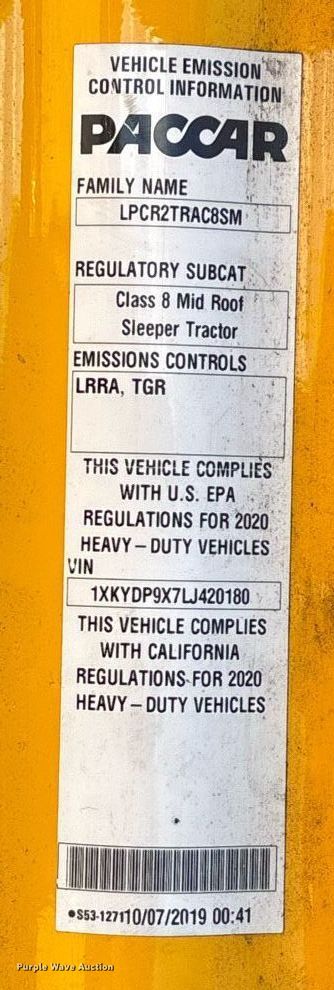 VEHICLE EMISSION
CONTROL INFORMATION
PACCAR
FAMILY NAME
LPCR2TRAC8SM
REGULATORY SUBCAT
Class 8 Mid Roof
Sleeper Tractor
EMISSIONS CONTROLS
LRRA, TGR
THIS VEHICLE COMPLIES
WITH U.S. EPA
REGULATIONS FOR 2020
HEAVY – DUTY VEHICLES
VIN
1XKYDP9X7LJ420180
THIS VEHICLE COMPLIES
WITH CALIFORNIA
REGULATIONS FOR 2020
HEAVY – DUTY VEHICLES
●S53-127110/07/2019 00:41
Purple Wave Auction